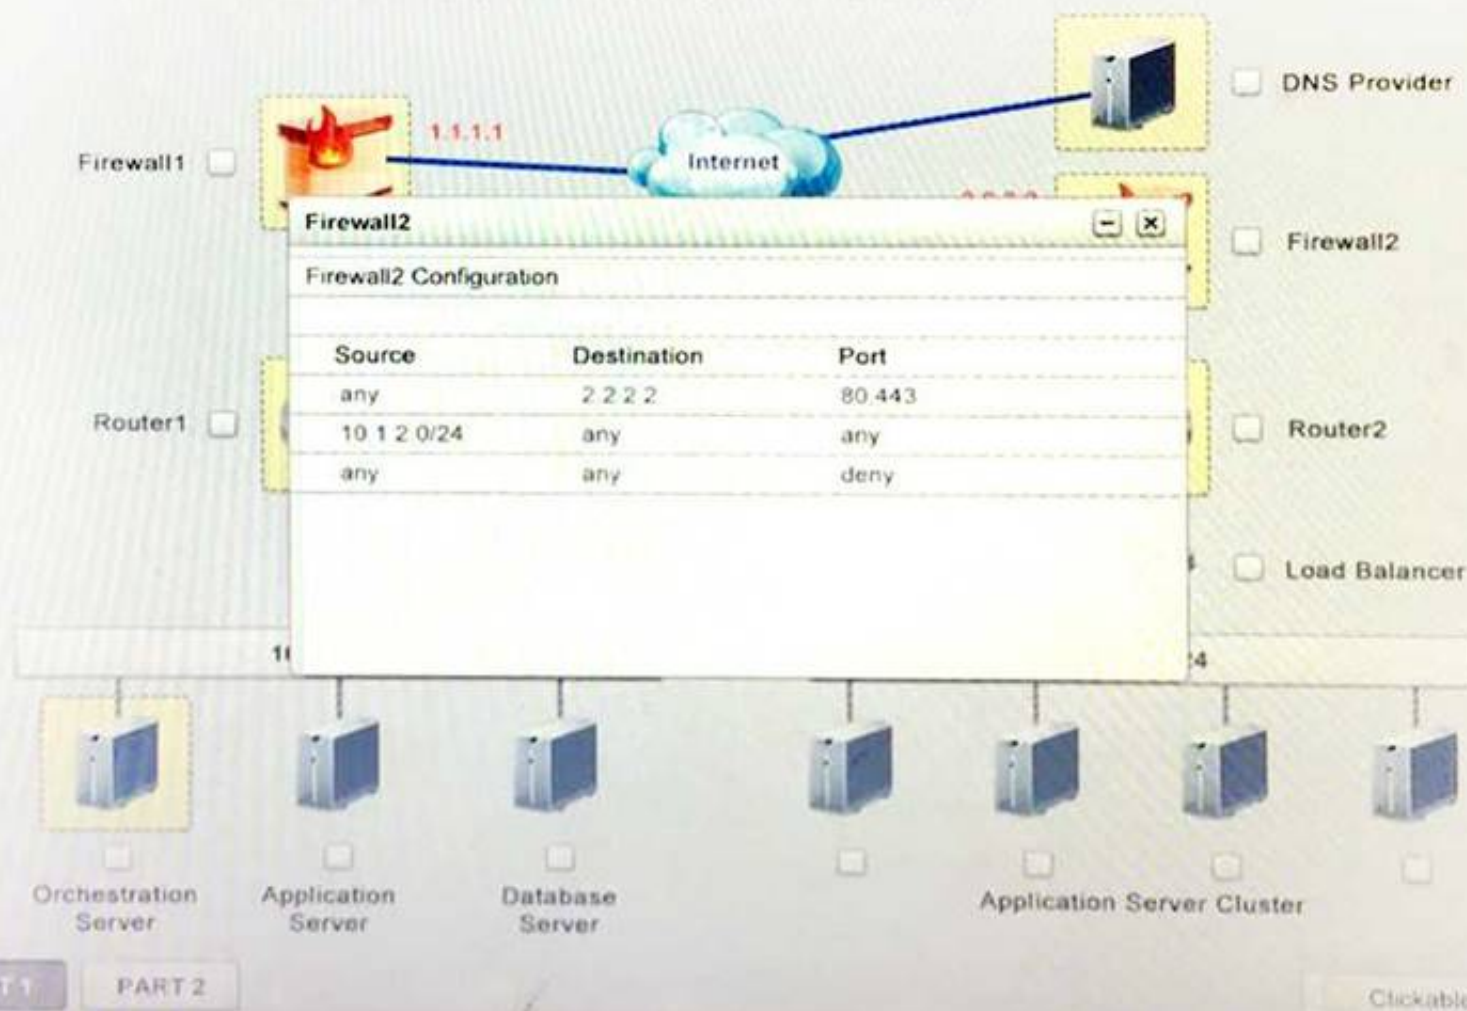 DNS Provider
1.1.1.1
Internet
Firewall1
Firewall2
Firewall2
Firewall2 Configuration
Source Destination Port
any 2 2 2 2 80 443
10 1 2 0/24 any any
any any deny
Router1
Router2
Load Balancer
Orchestration
Server
Application
Server
Database
Server
Application Server Cluster
PART 2
Clickable